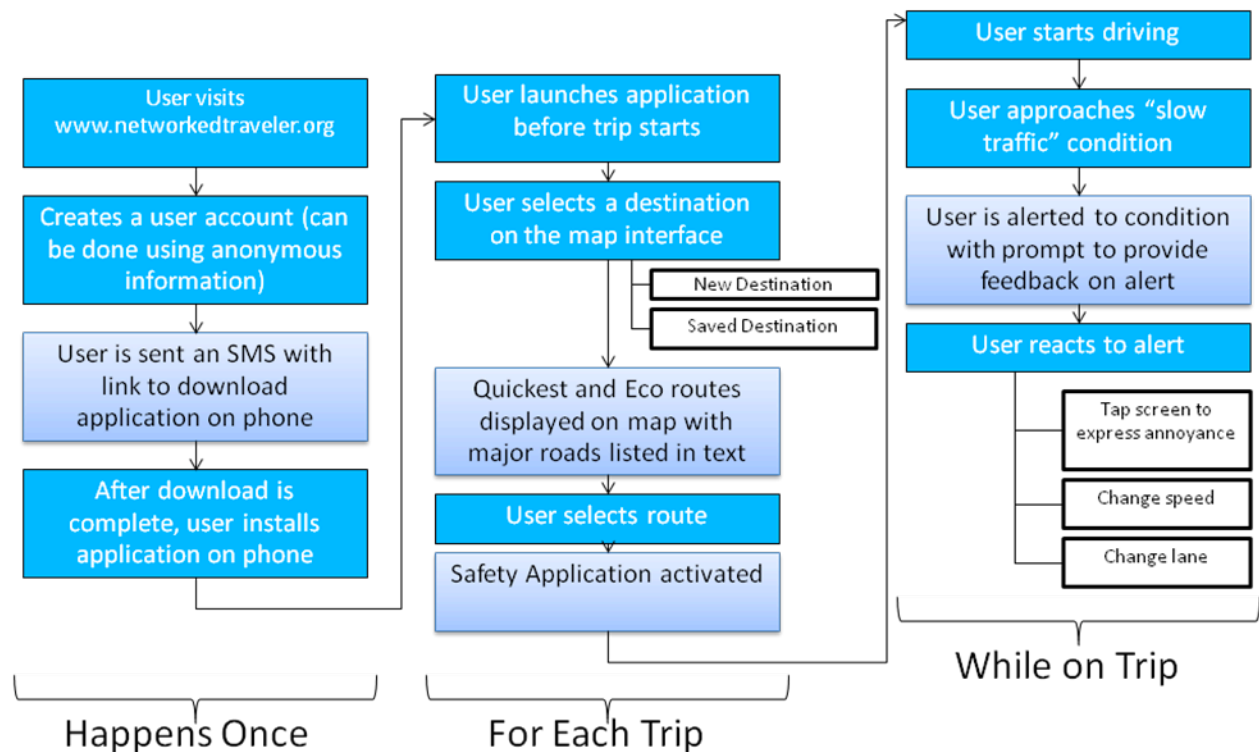 User visits
www.networkedtraveler.org
Creates a user account (can
be done using anonymous
information)
User is sent an SMS with
link to download
application on phone
After download is
complete, user installs
application on phone
Happens Once
User launches application
before trip starts
User selects a destination
on the map interface
New Destination
Saved Destination
Quickest and Eco routes
displayed on map with
major roads listed in text
User selects route
Safety Application activated
For Each Trip
User starts driving
User approaches “slow
traffic” condition
User is alerted to condition
with prompt to provide
feedback on alert
User reacts to alert
Tap screen to
express annoyance
Change speed
Change lane
While on Trip